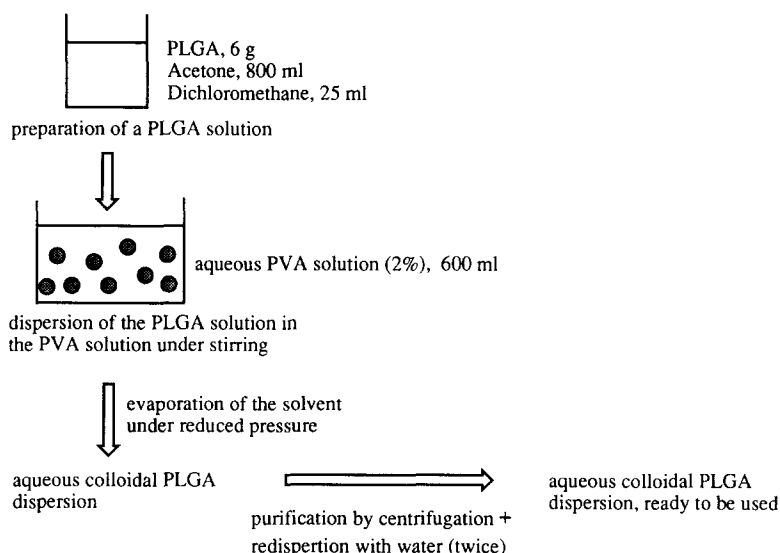 PLGA, 6 g
Acetone, 800 ml
Dichloromethane, 25 ml
preparation of a PLGA solution
aqueous PVA solution (2%), 600 ml
dispersion of the PLGA solution in
the PVA solution under stirring
evaporation of the solvent
under reduced pressure
aqueous colloidal PLGA
dispersion
purification by centrifugation +
redispertion with water (twice)
aqueous colloidal PLGA
dispersion, ready to be used